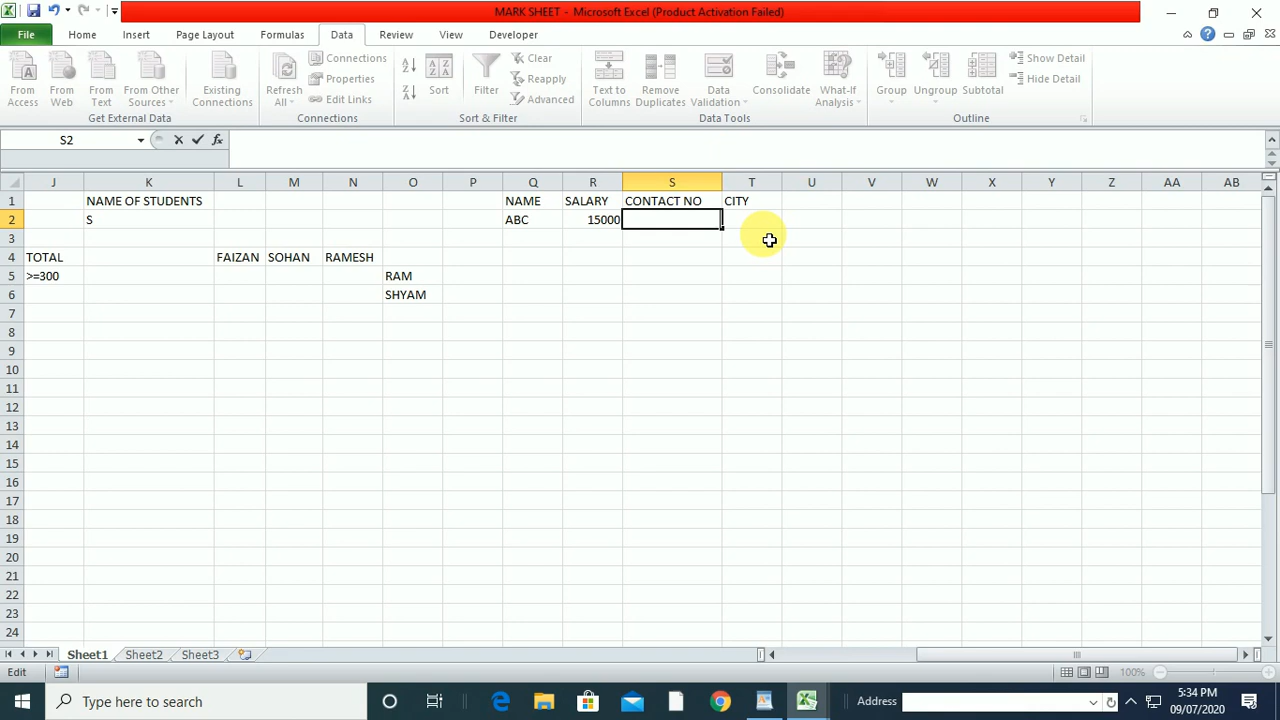 MARK SHEET - Microsoft Excel (Product Activation Failed)
File Home Insert Page Layout Formulas Data Review View Developer
From Access
From Web
From Text
From Other Sources
Existing Connections
Get External Data
Refresh All
Connections
Properties
Edit Links
Connections
Sort
Filter
Clear
Reapply
Advanced
Sort & Filter
Text to Columns
Remove Duplicates
Data Validation
Consolidate
What-If Analysis
Data Tools
Group
Ungroup
Subtotal
Show Detail
Hide Detail
Outline
S2 fx
J K L M N O P Q R S T U V W X Y Z AA AB
1 NAME OF STUDENTS NAME SALARY CONTACT NO CITY
2 S ABC 15000
3
4 TOTAL FAIZAN SOHAN RAMESH
5 >=300 RAM
6 SHYAM
7
8
9
10
11
12
13
14
15
16
17
18
19
20
21
22
23
24
Sheet1 Sheet2 Sheet3
Edit 100%
Type here to search
Address
5:34 PM
09/07/2020